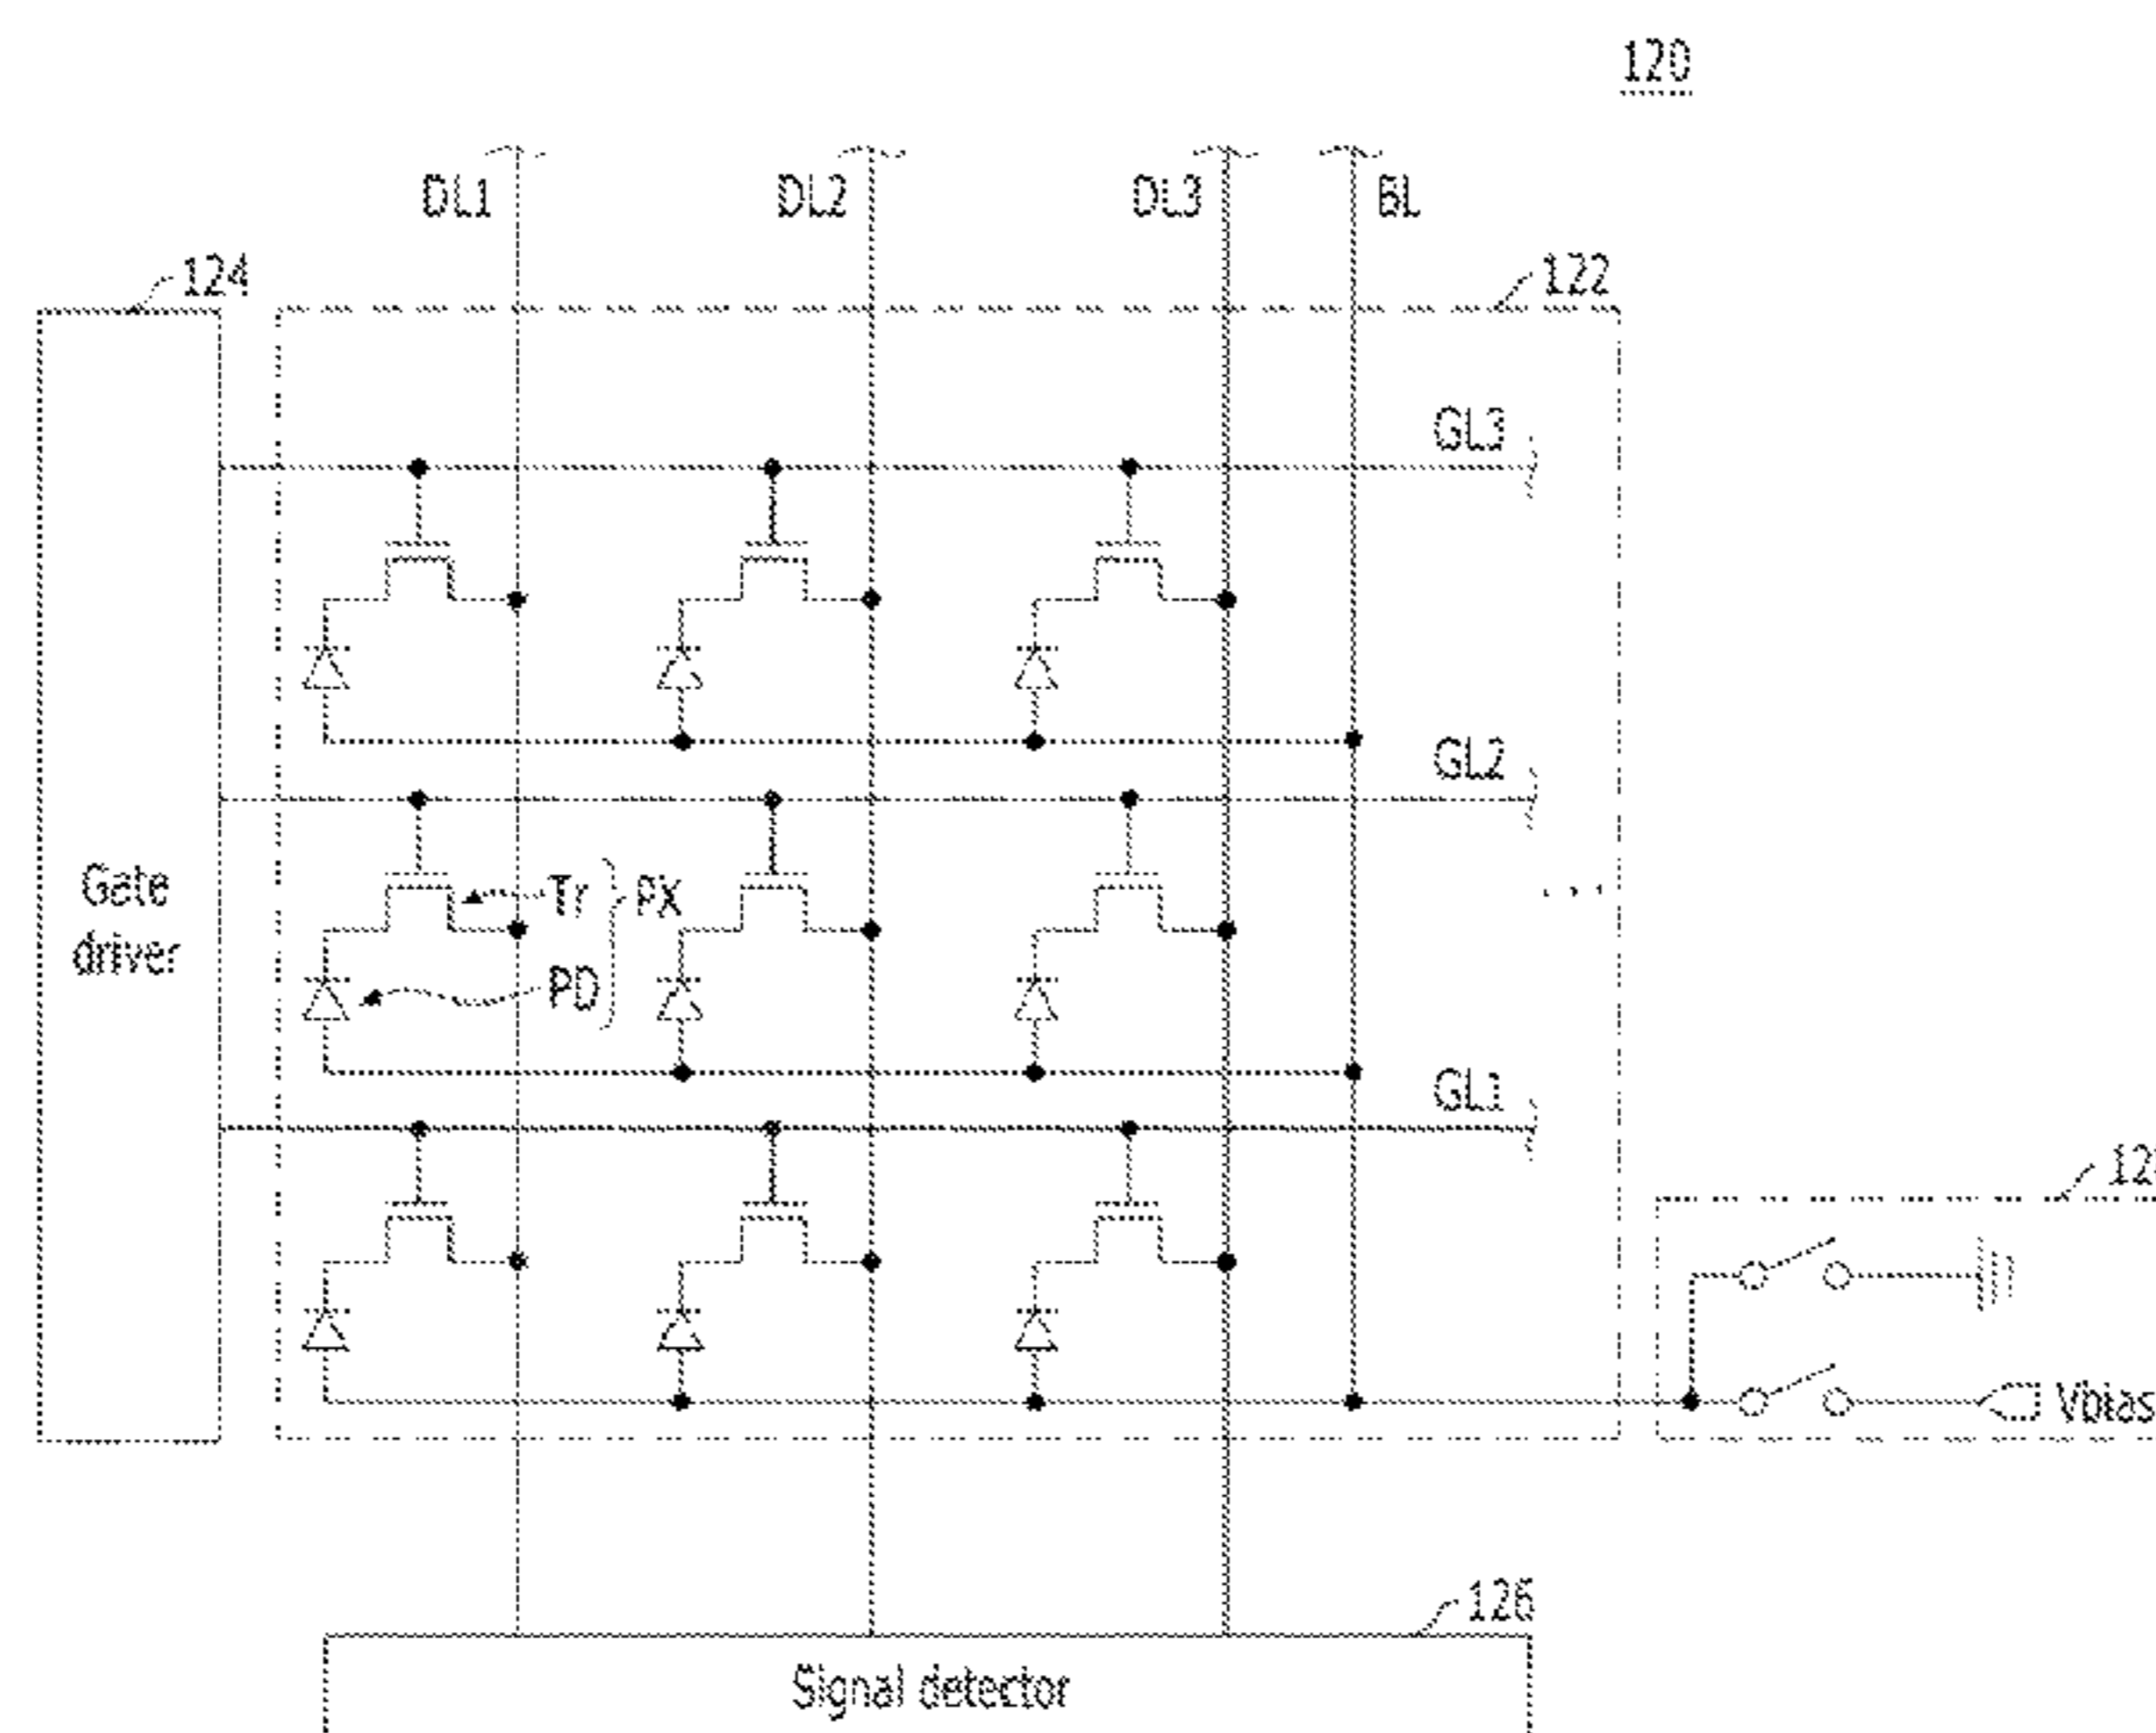 120
DL1
DL2
DL3
BL
124
122
GL3
GL2
Gate
driver
Tr
PX
PD
GL1
Vbias
126
Signal detector